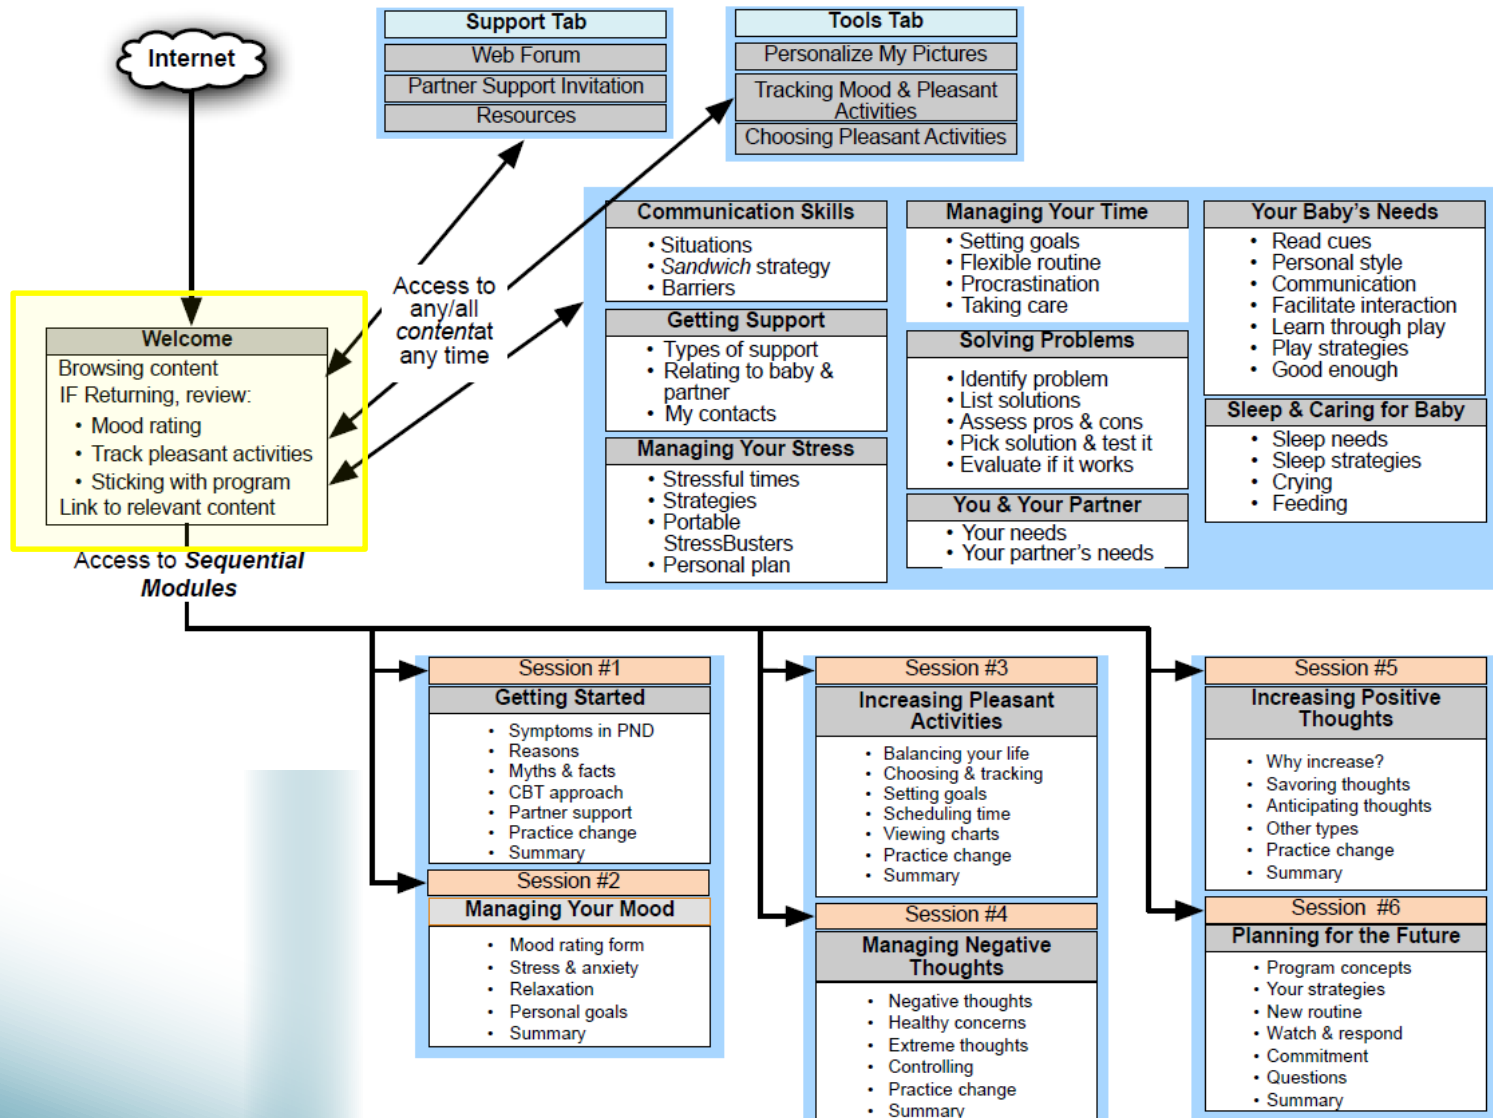 Internet
Support Tab
Web Forum
Partner Support Invitation
Resources
Tools Tab
Personalize My Pictures
Tracking Mood & Pleasant
Activities
Choosing Pleasant Activities
Access to
any/all
contentat
any time
Welcome
Browsing content
IF Returning, review:
• Mood rating
• Track pleasant activities
• Sticking with program
Link to relevant content
Communication Skills
• Situations
• Sandwich strategy
• Barriers
Getting Support
• Types of support
• Relating to baby &
partner
• My contacts
Managing Your Stress
• Stressful times
• Strategies
• Portable
StressBusters
• Personal plan
Managing Your Time
• Setting goals
• Flexible routine
• Procrastination
• Taking care
Solving Problems
• Identify problem
• List solutions
• Assess pros & cons
• Pick solution & test it
• Evaluate if it works
You & Your Partner
• Your needs
• Your partner's needs
Your Baby's Needs
• Read cues
• Personal style
• Communication
• Facilitate interaction
• Learn through play
• Play strategies
• Good enough
Sleep & Caring for Baby
• Sleep needs
• Sleep strategies
• Crying
• Feeding
Access to Sequential
Modules
Session #1
Getting Started
• Symptoms in PND
• Reasons
• Myths & facts
• CBT approach
• Partner support
• Practice change
• Summary
Session #2
Managing Your Mood
• Mood rating form
• Stress & anxiety
• Relaxation
• Personal goals
• Summary
Session #3
Increasing Pleasant
Activities
• Balancing your life
• Choosing & tracking
• Setting goals
• Scheduling time
• Viewing charts
• Practice change
• Summary
Session #4
Managing Negative
Thoughts
• Negative thoughts
• Healthy concerns
• Extreme thoughts
• Controlling
• Practice change
• Summary
Session #5
Increasing Positive
Thoughts
• Why increase?
• Savoring thoughts
• Anticipating thoughts
• Other types
• Practice change
• Summary
Session #6
Planning for the Future
• Program concepts
• Your strategies
• New routine
• Watch & respond
• Commitment
• Questions
• Summary